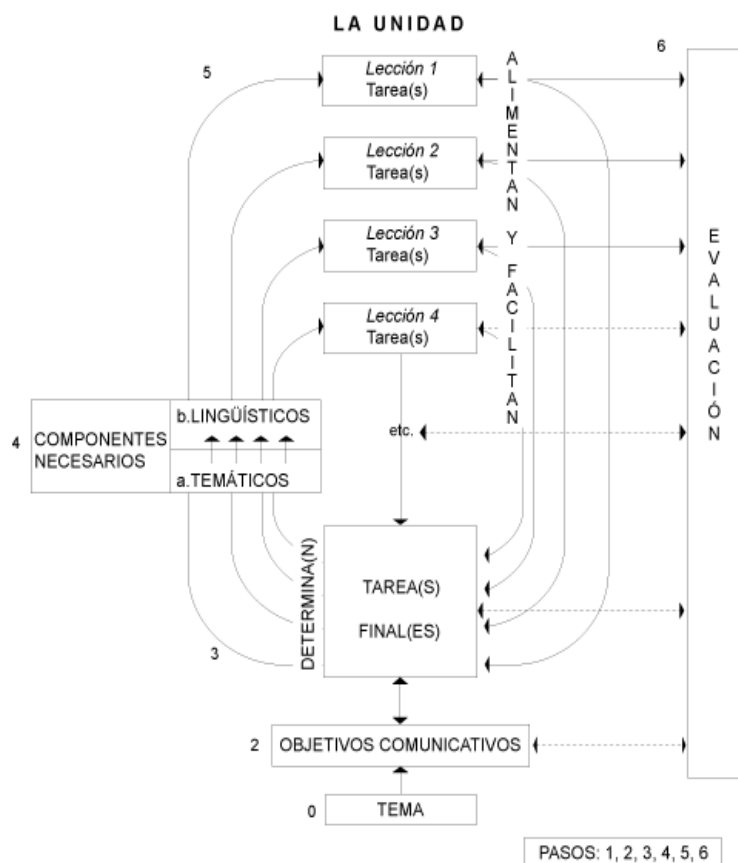 LA UNIDAD
5
6
Lección 1
Tarea(s)
Lección 2
Tarea(s)
Lección 3
Tarea(s)
Lección 4
Tarea(s)
ALIMENTAN Y FACILITAN
EVALUACIÓN
4
COMPONENTES
NECESARIOS
b.LINGÜÍSTICOS
a.TEMÁTICOS
etc.
DETERMINA(N)
TAREA(S)
FINAL(ES)
3
2
OBJETIVOS COMUNICATIVOS
0
TEMA
PASOS: 1, 2, 3, 4, 5, 6